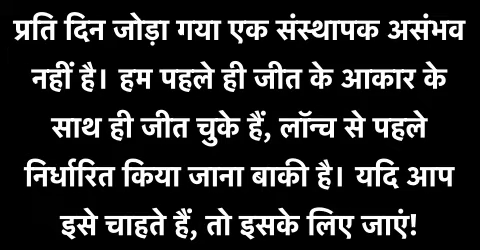 प्रति दिन जोड़ा गया एक संस्थापक असंभव
नहीं है। हम पहले ही जीत के आकार के
साथ ही जीत चुके हैं, लॉन्च से पहले
निर्धारित किया जाना बाकी है। यदि आप
इसे चाहते हैं, तो इसके लिए जाएं!